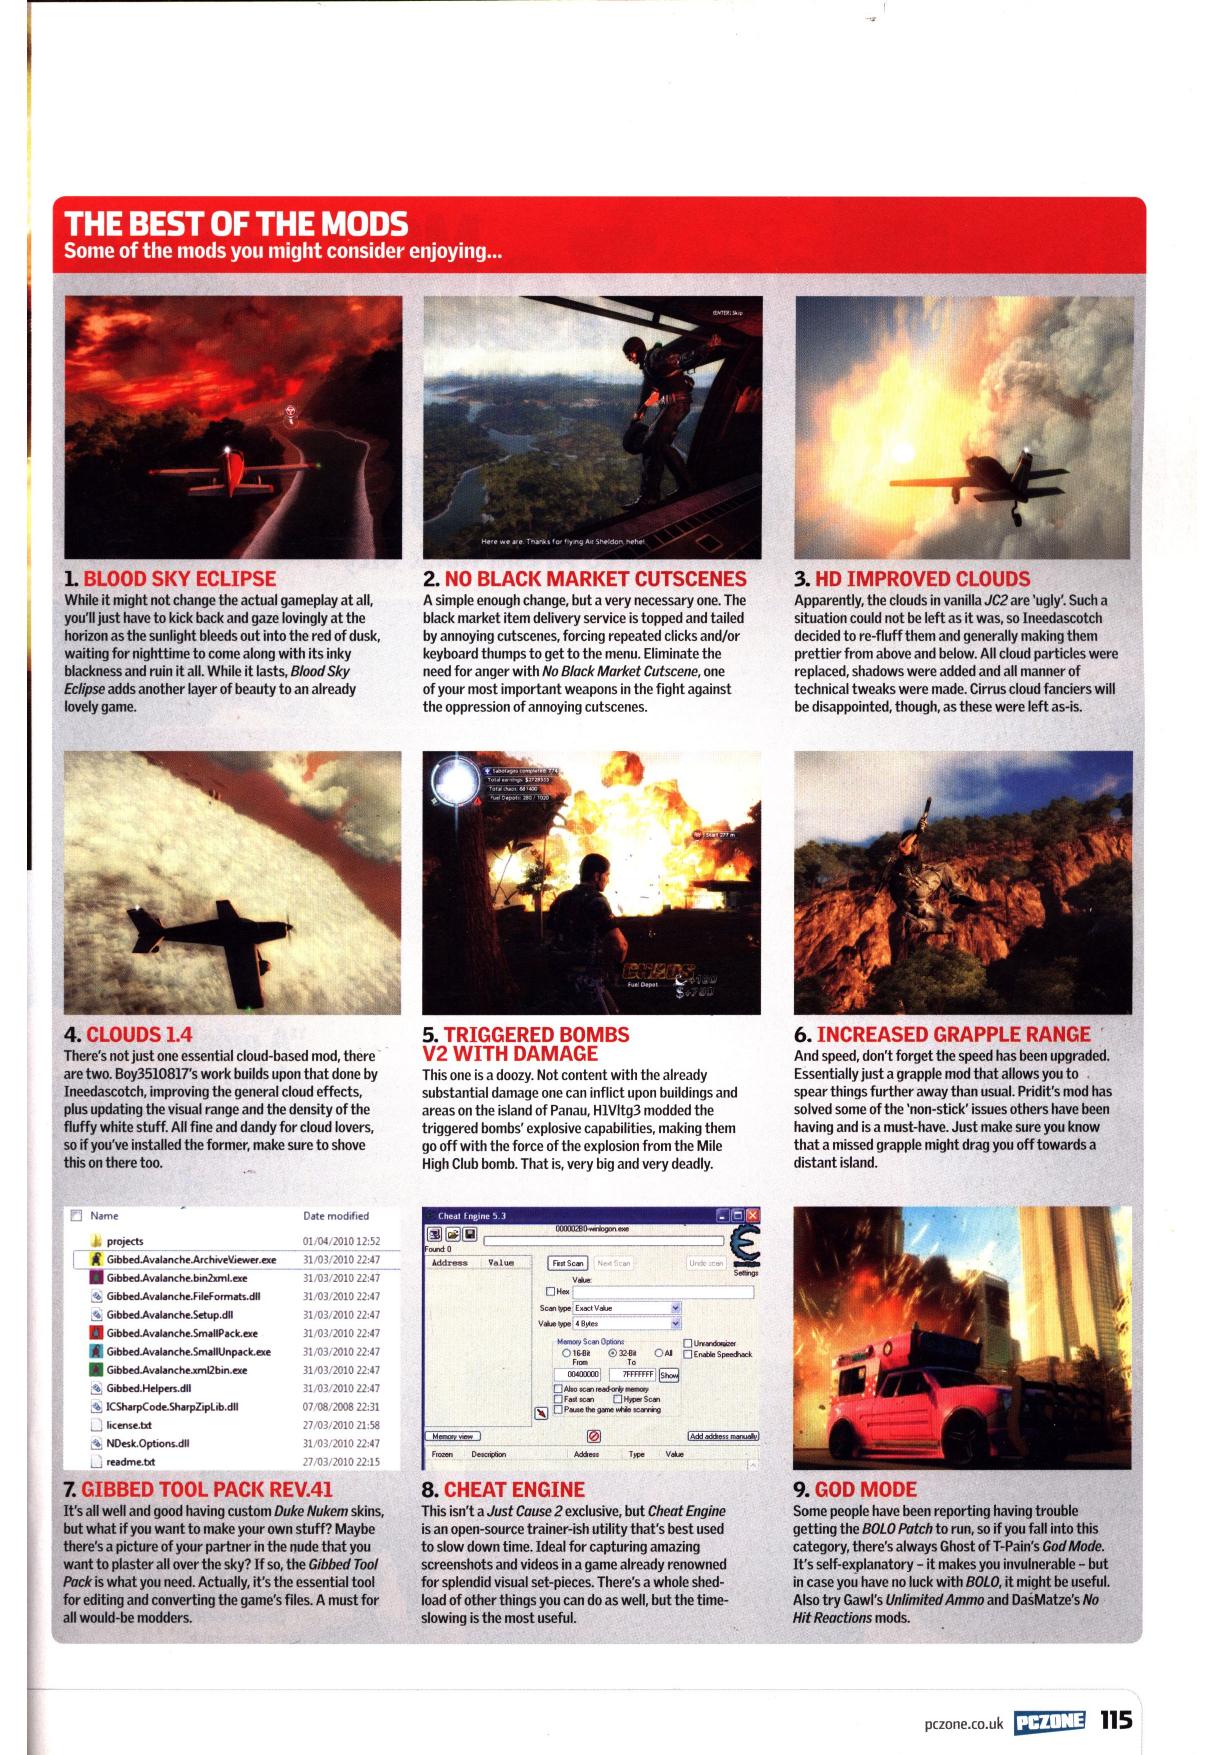 THE BEST OF THE MODS
Some of the mods you might consider enjoying...
[ENTER] Skip
Here we are. Thanks for flying Air Sheldon, hehe!
1. BLOOD SKY ECLIPSE
While it might not change the actual gameplay at all,
you'll just have to kick back and gaze lovingly at the
horizon as the sunlight bleeds out into the red of dusk,
waiting for nighttime to come along with its inky
blackness and ruin it all. While it lasts, Blood Sky
Eclipse adds another layer of beauty to an already
lovely game.
2. NO BLACK MARKET CUTSCENES
A simple enough change, but a very necessary one. The
black market item delivery service is topped and tailed
by annoying cutscenes, forcing repeated clicks and/or
keyboard thumps to get to the menu. Eliminate the
need for anger with No Black Market Cutscene, one
of your most important weapons in the fight against
the oppression of annoying cutscenes.
3. HD IMPROVED CLOUDS
Apparently, the clouds in vanilla JC2 are 'ugly'. Such a
situation could not be left as it was, so Ineedascotch
decided to re-fluff them and generally making them
prettier from above and below. All cloud particles were
replaced, shadows were added and all manner of
technical tweaks were made. Cirrus cloud fanciers will
be disappointed, though, as these were left as-is.
Sabotages completed: 774
Total earnings: $2729353
Total chaos: 681400
Fuel Depots: 280 / 1020
Start 277 m
CHAOS
Fuel Depot
4. CLOUDS 1.4
There's not just one essential cloud-based mod, there
are two. Boy3510817's work builds upon that done by
Ineedascotch, improving the general cloud effects,
plus updating the visual range and the density of the
fluffy white stuff. All fine and dandy for cloud lovers,
so if you've installed the former, make sure to shove
this on there too.
5. TRIGGERED BOMBS
V2 WITH DAMAGE
This one is a doozy. Not content with the already
substantial damage one can inflict upon buildings and
areas on the island of Panau, H1Vltg3 modded the
triggered bombs' explosive capabilities, making them
go off with the force of the explosion from the Mile
High Club bomb. That is, very big and very deadly.
6. INCREASED GRAPPLE RANGE
And speed, don't forget the speed has been upgraded.
Essentially just a grapple mod that allows you to
spear things further away than usual. Pridit's mod has
solved some of the 'non-stick' issues others have been
having and is a must-have. Just make sure you know
that a missed grapple might drag you off towards a
distant island.
Name Date modified
projects 01/04/2010 12:52
Gibbed.Avalanche.ArchiveViewer.exe 31/03/2010 22:47
Gibbed.Avalanche.bin2xml.exe 31/03/2010 22:47
Gibbed.Avalanche.FileFormats.dll 31/03/2010 22:47
Gibbed.Avalanche.Setup.dll 31/03/2010 22:47
Gibbed.Avalanche.SmallPack.exe 31/03/2010 22:47
Gibbed.Avalanche.SmallUnpack.exe 31/03/2010 22:47
Gibbed.Avalanche.xml2bin.exe 31/03/2010 22:47
Gibbed.Helpers.dll 31/03/2010 22:47
ICSharpCode.SharpZipLib.dll 07/08/2008 22:31
license.txt 27/03/2010 21:58
NDesk.Options.dll 31/03/2010 22:47
readme.txt 27/03/2010 22:15
Cheat Engine 5.3
000002B0-winlogon.exe
Found: 0
Address Value
First Scan Next Scan Undo scan
Settings
Value:
Hex
Scan type Exact Value
Value type 4 Bytes
Memory Scan Options
16-Bit 32-Bit All
Unrandomizer
Enable Speedhack
From To
00400000 7FFFFFFF Show
Also scan read-only memory
Fast scan Hyper Scan
Pause the game while scanning
Memory view Add address manually
Frozen Description Address Type Value
7. GIBBED TOOL PACK REV.41
It's all well and good having custom Duke Nukem skins,
but what if you want to make your own stuff? Maybe
there's a picture of your partner in the nude that you
want to plaster all over the sky? If so, the Gibbed Tool
Pack is what you need. Actually, it's the essential tool
for editing and converting the game's files. A must for
all would-be modders.
8. CHEAT ENGINE
This isn't a Just Cause 2 exclusive, but Cheat Engine
is an open-source trainer-ish utility that's best used
to slow down time. Ideal for capturing amazing
screenshots and videos in a game already renowned
for splendid visual set-pieces. There's a whole shed-
load of other things you can do as well, but the time-
slowing is the most useful.
9. GOD MODE
Some people have been reporting having trouble
getting the BOLO Patch to run, so if you fall into this
category, there's always Ghost of T-Pain's God Mode.
It's self-explanatory – it makes you invulnerable – but
in case you have no luck with BOLO, it might be useful.
Also try Gawl's Unlimited Ammo and DasMatze's No
Hit Reactions mods.
pczone.co.uk PCZONE 115